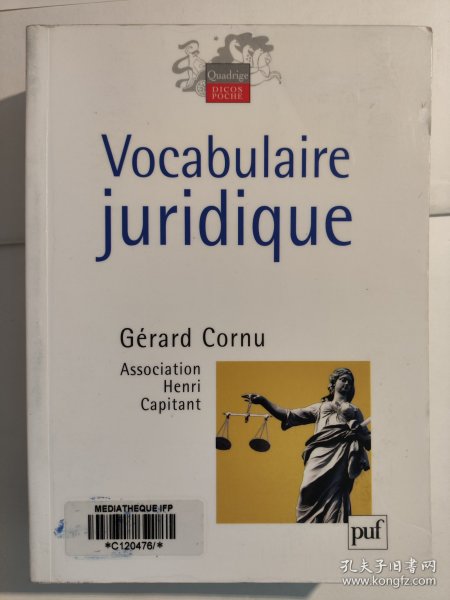 Quadrige
DICOS
POCHE
Vocabulaire
juridique
Gérard Cornu
Association
Henri
Capitant
MEDIATHEQUE IFP
*C120476/*
puf
孔夫子旧书网
www.kongfz.com